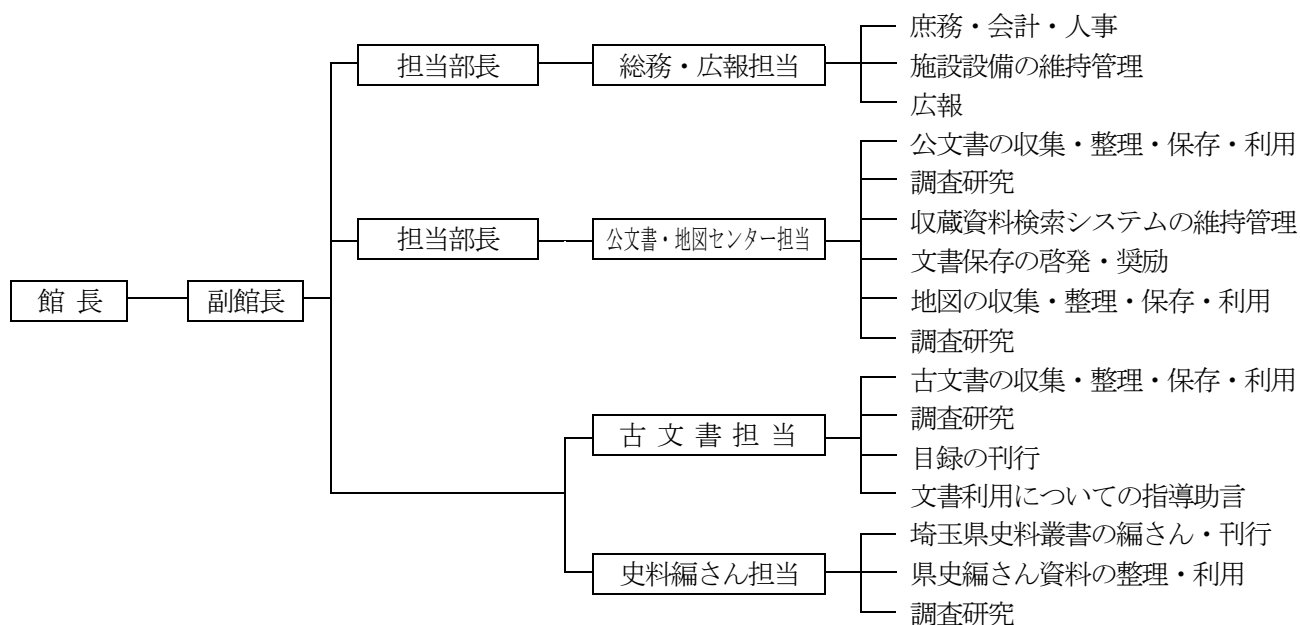 館 長
副館長
担当部長
総務・広報担当
庶務・会計・人事
施設設備の維持管理
広報
担当部長
公文書・地図センター担当
公文書の収集・整理・保存・利用
調査研究
収蔵資料検索システムの維持管理
文書保存の啓発・奨励
地図の収集・整理・保存・利用
調査研究
古 文 書 担 当
古文書の収集・整理・保存・利用
調査研究
目録の刊行
文書利用についての指導助言
史料編さん担当
埼玉県史料叢書の編さん・刊行
県史編さん資料の整理・利用
調査研究